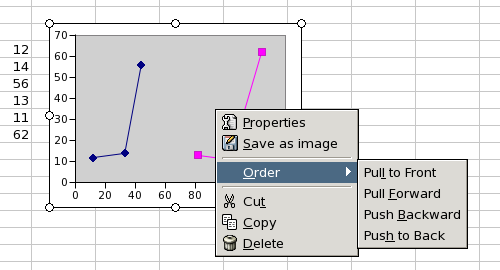 12
14
56
13
11
62
70
60
50
40
30
20
10
0
0 20 40 60 80
Properties
Save as image
Order
Cut
Copy
Delete
Pull to Front
Pull Forward
Push Backward
Push to Back